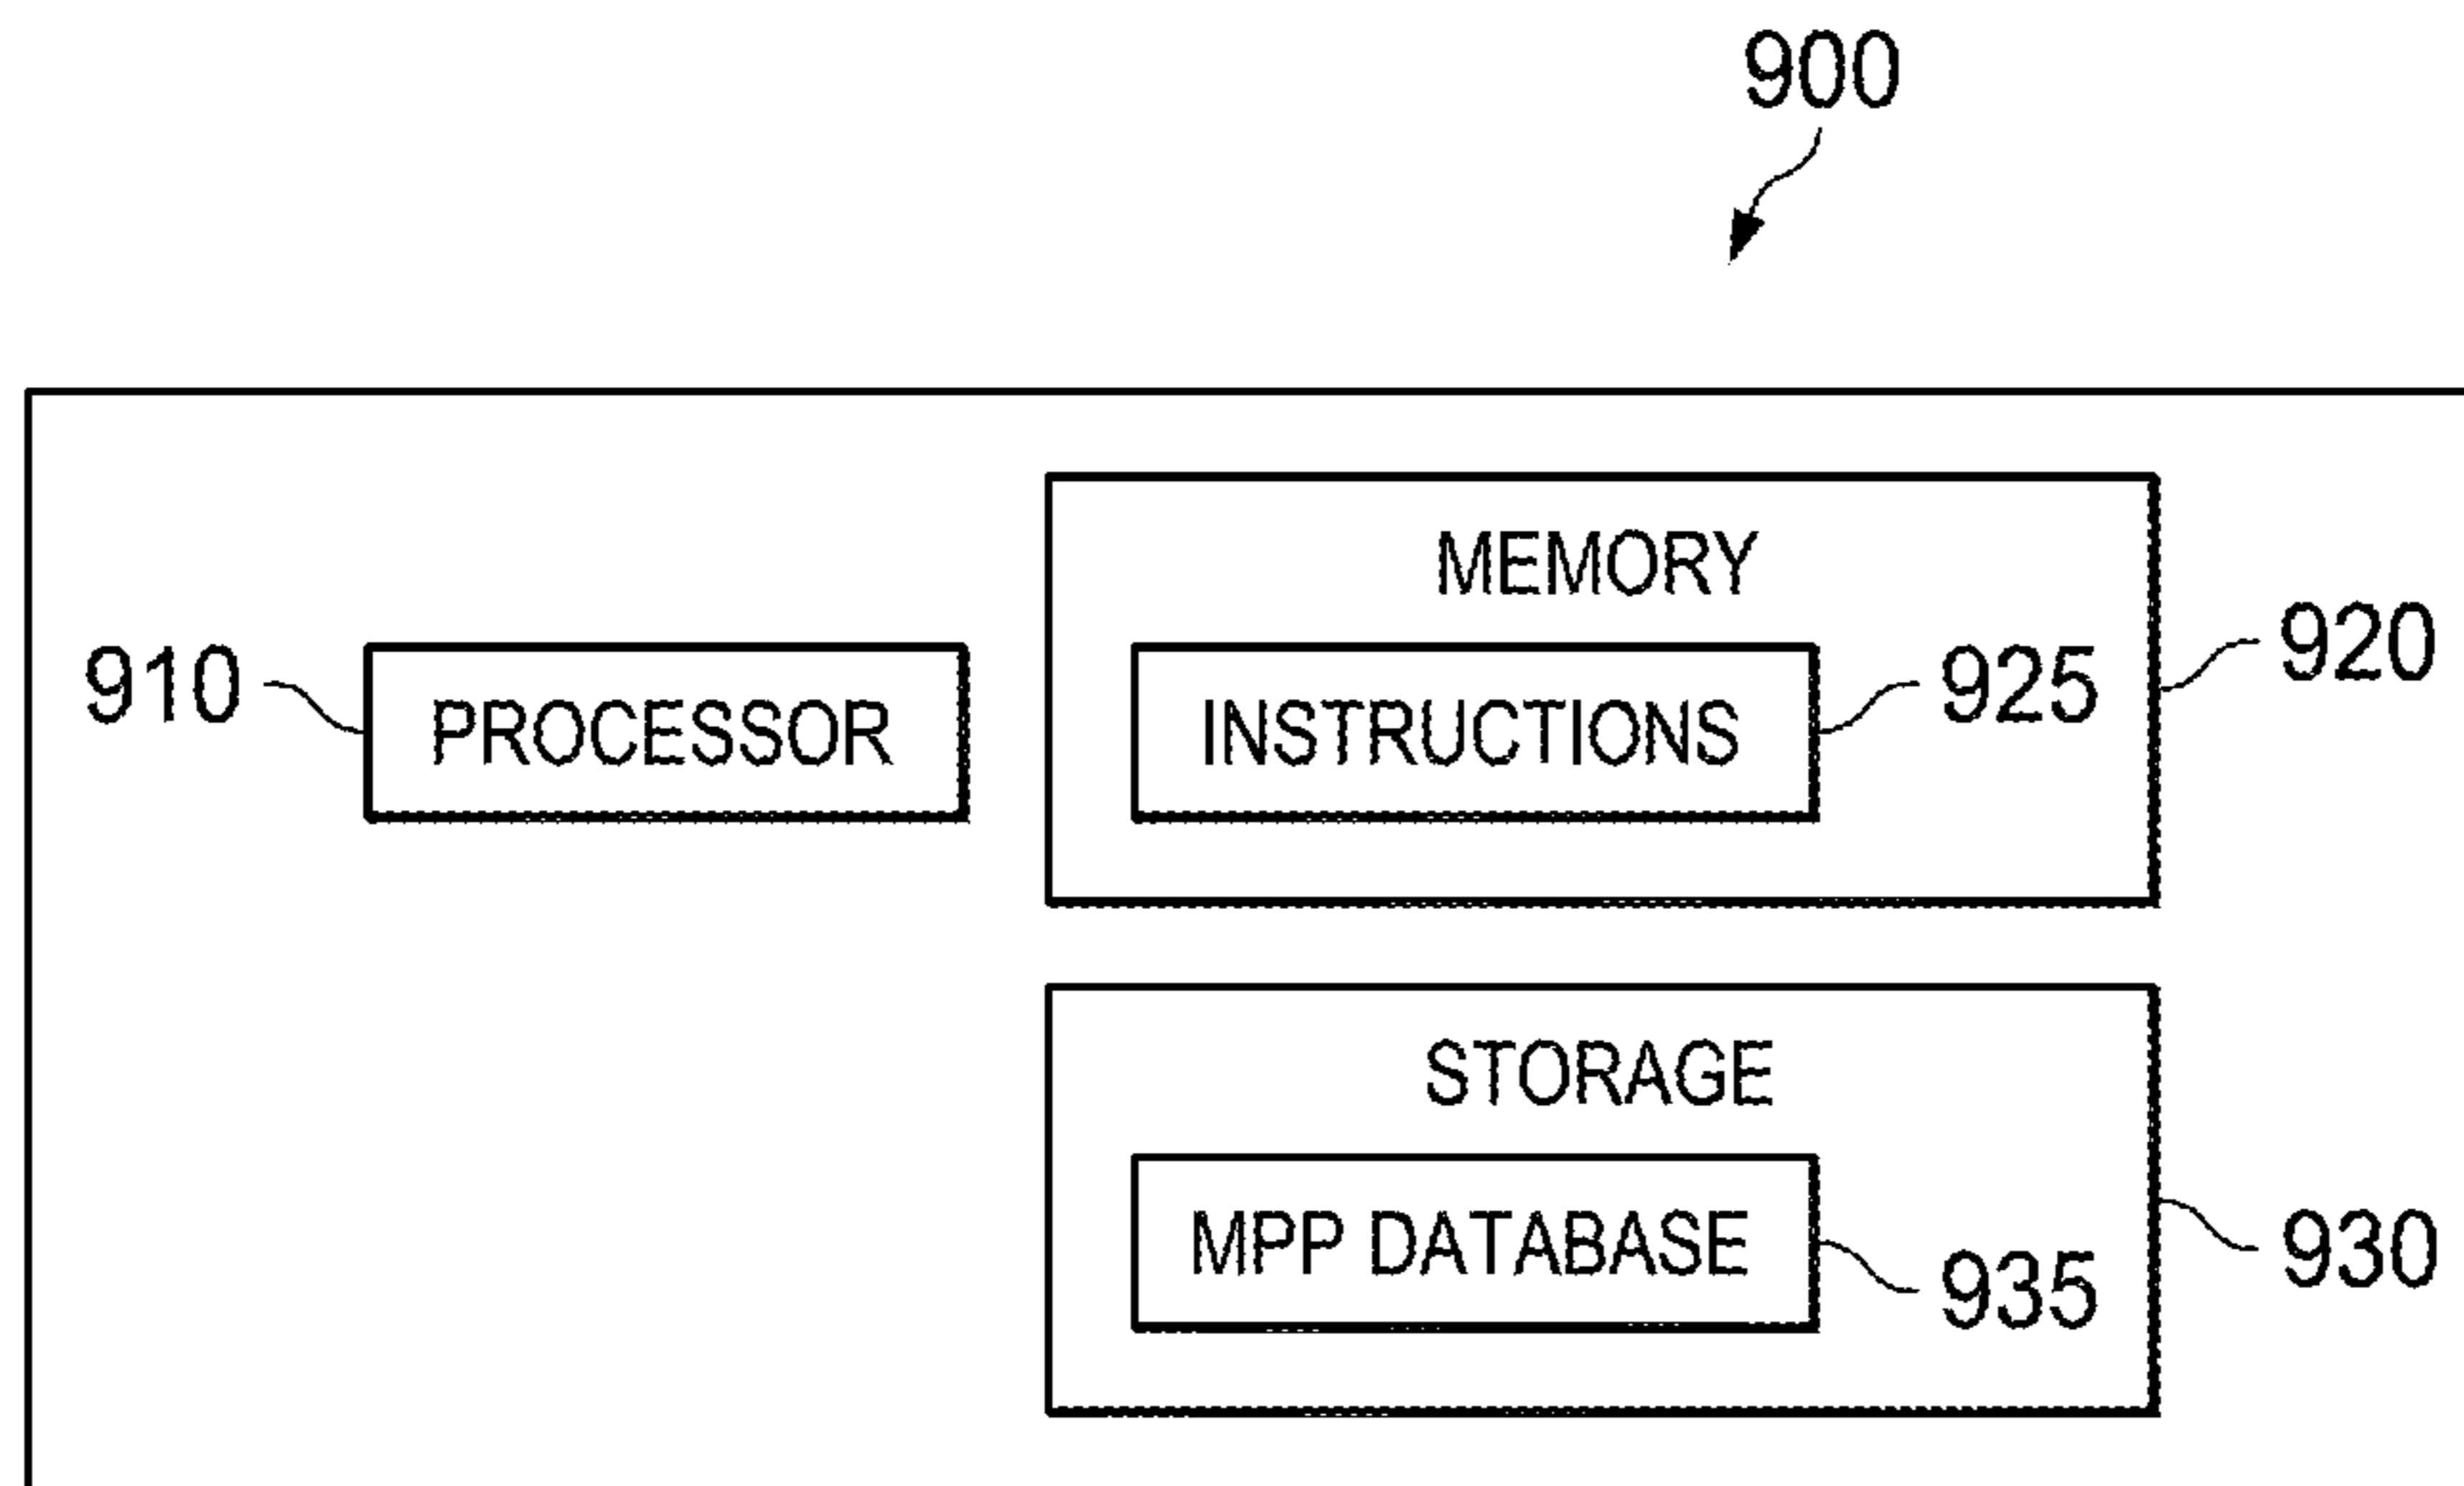 900
MEMORY
920
910
PROCESSOR
INSTRUCTIONS
925
STORAGE
MPP DATABASE
935
930